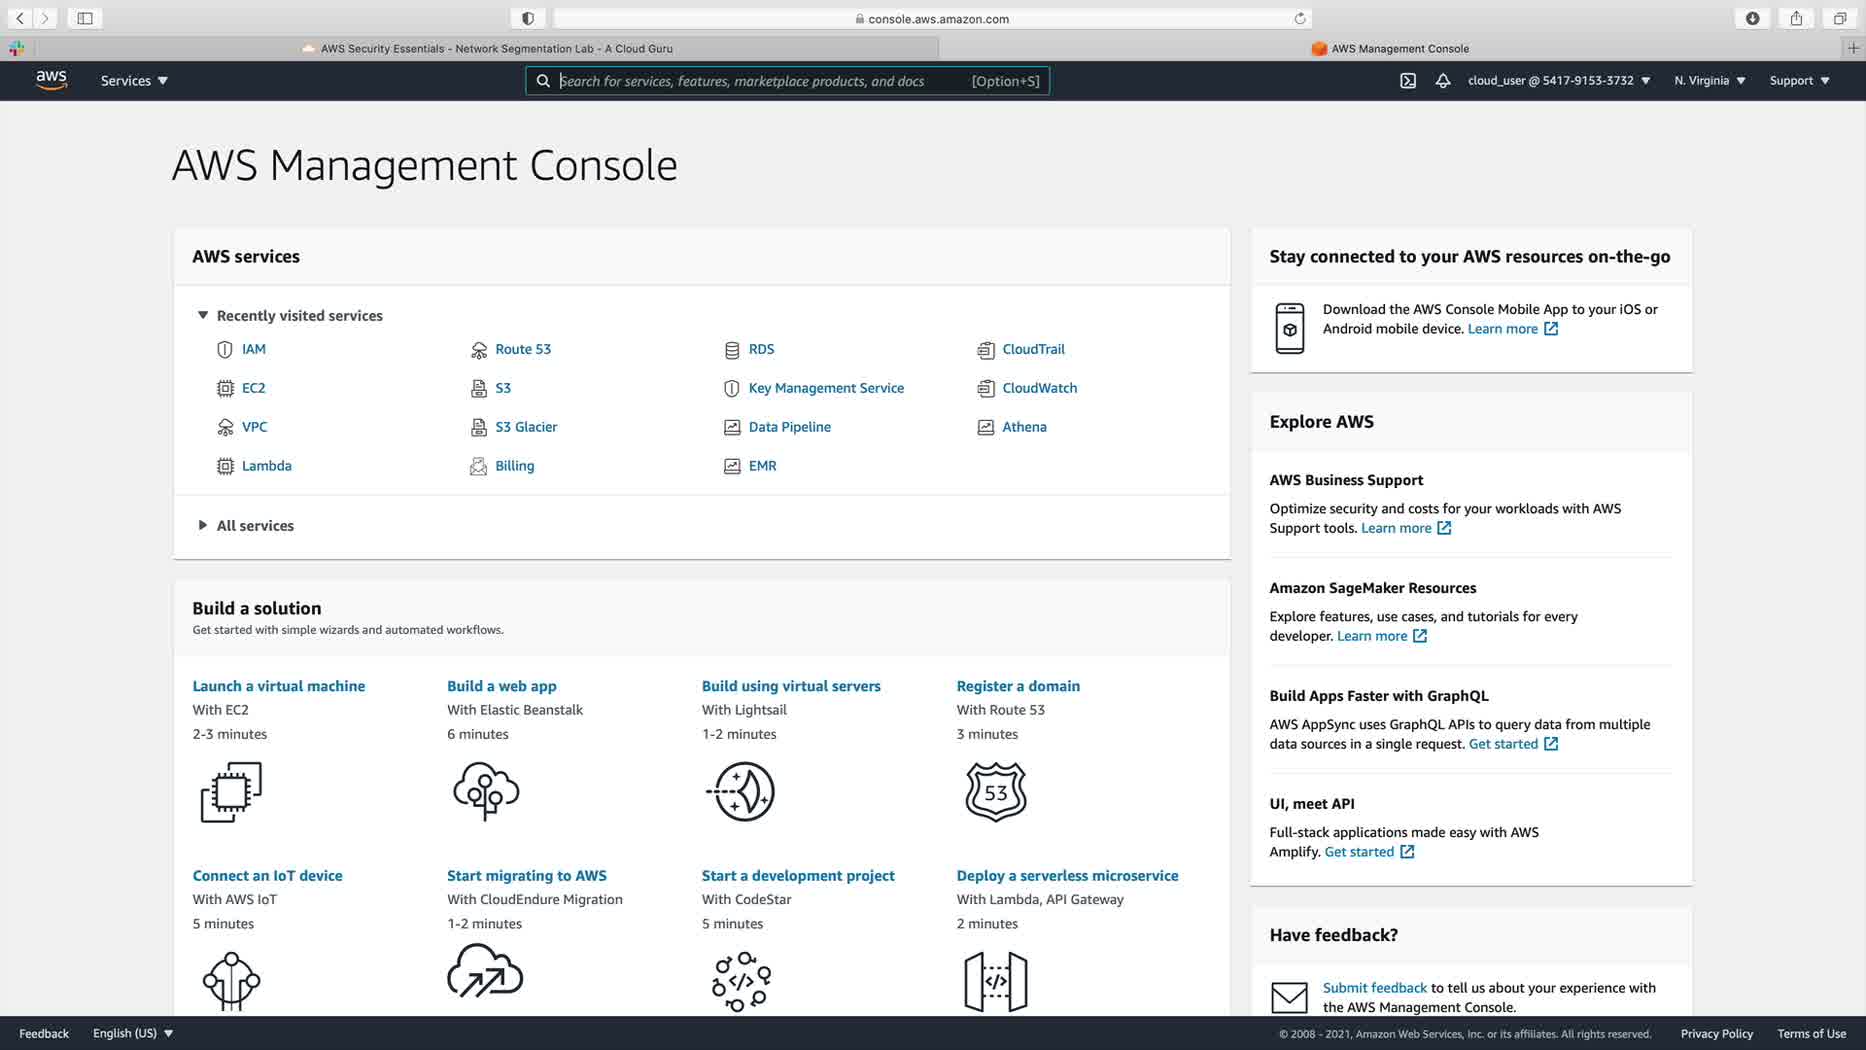 console.aws.amazon.com
AWS Security Essentials - Network Segmentation Lab - A Cloud Guru
AWS Management Console
aws
Services
Search for services, features, marketplace products, and docs
[Option+S]
cloud_user @ 5417-9153-3732
N. Virginia
Support
AWS Management Console
AWS services
Recently visited services
IAM
Route 53
RDS
CloudTrail
EC2
S3
Key Management Service
CloudWatch
VPC
S3 Glacier
Data Pipeline
Athena
Lambda
Billing
EMR
All services
Build a solution
Get started with simple wizards and automated workflows.
Launch a virtual machine
With EC2
2-3 minutes
Build a web app
With Elastic Beanstalk
6 minutes
Build using virtual servers
With Lightsail
1-2 minutes
Register a domain
With Route 53
3 minutes
53
Connect an IoT device
With AWS IoT
5 minutes
Start migrating to AWS
With CloudEndure Migration
1-2 minutes
Start a development project
With CodeStar
5 minutes
</>
Deploy a serverless microservice
With Lambda, API Gateway
2 minutes
</>
Stay connected to your AWS resources on-the-go
Download the AWS Console Mobile App to your iOS or
Android mobile device. Learn more
Explore AWS
AWS Business Support
Optimize security and costs for your workloads with AWS
Support tools. Learn more
Amazon SageMaker Resources
Explore features, use cases, and tutorials for every
developer. Learn more
Build Apps Faster with GraphQL
AWS AppSync uses GraphQL APIs to query data from multiple
data sources in a single request. Get started
UI, meet API
Full-stack applications made easy with AWS
Amplify. Get started
Have feedback?
Submit feedback to tell us about your experience with
the AWS Management Console.
Feedback
English (US)
© 2008 - 2021, Amazon Web Services, Inc. or its affiliates. All rights reserved.
Privacy Policy
Terms of Use